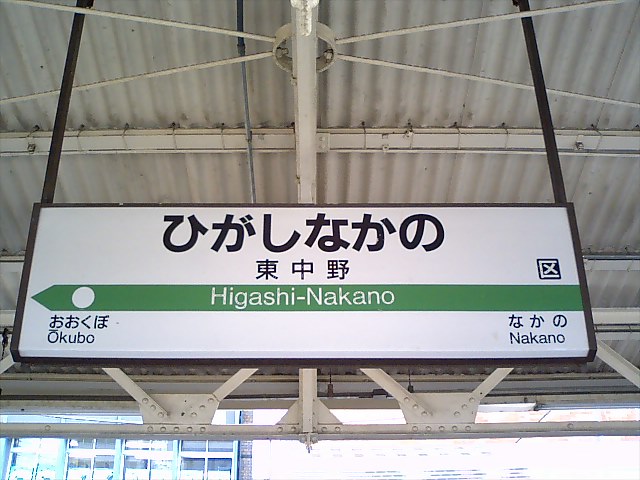 ひがしなかの
東中野
区
Higashi-Nakano
おおくぼ
Ōkubo
なかの
Nakano